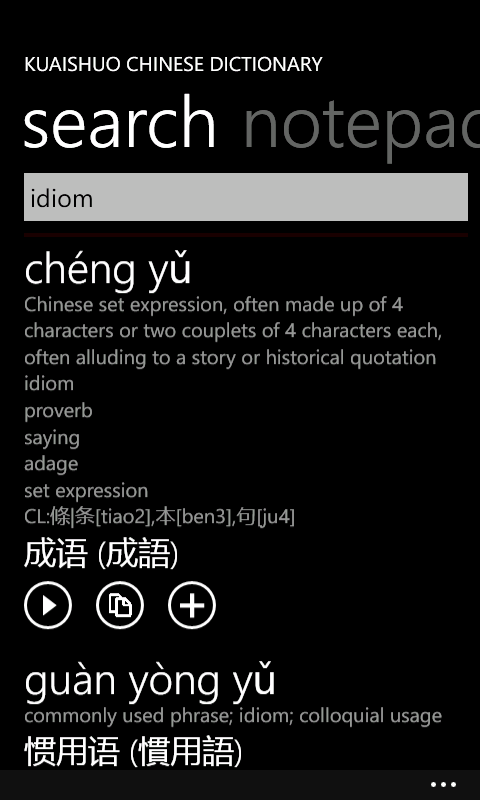 KUAISHUO CHINESE DICTIONARY
search notepad
idiom
chéng yǔ
Chinese set expression, often made up of 4
characters or two couplets of 4 characters each,
often alluding to a story or historical quotation
idiom
proverb
saying
adage
set expression
CL:條|条[tiao2],本[ben3],句[ju4]
成语 (成語)
guàn yòng yǔ
commonly used phrase; idiom; colloquial usage
惯用语 (慣用語)